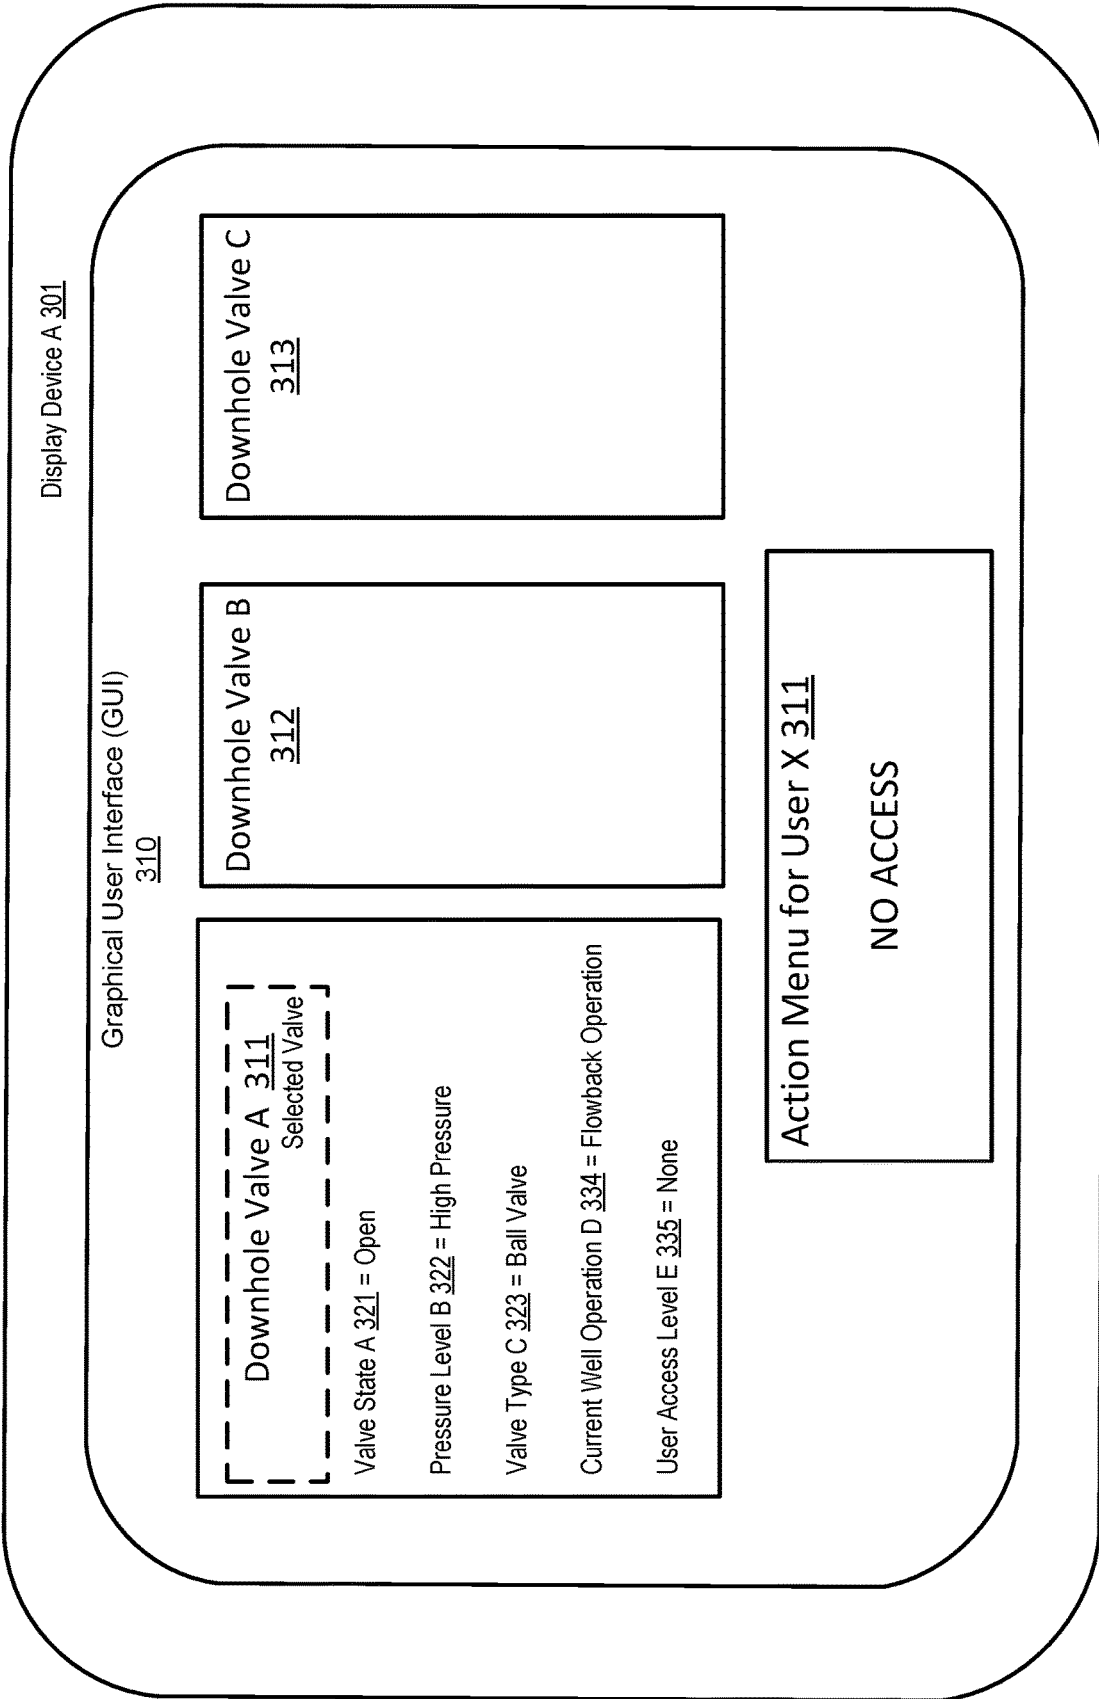 Display Device A 301
Graphical User Interface (GUI)
310
Downhole Valve A 311
Selected Valve
Valve State A 321 = Open
Pressure Level B 322 = High Pressure
Valve Type C 323 = Ball Valve
Current Well Operation D 334 = Flowback Operation
User Access Level E 335 = None
Downhole Valve B
312
Downhole Valve C
313
Action Menu for User X 311
NO ACCESS